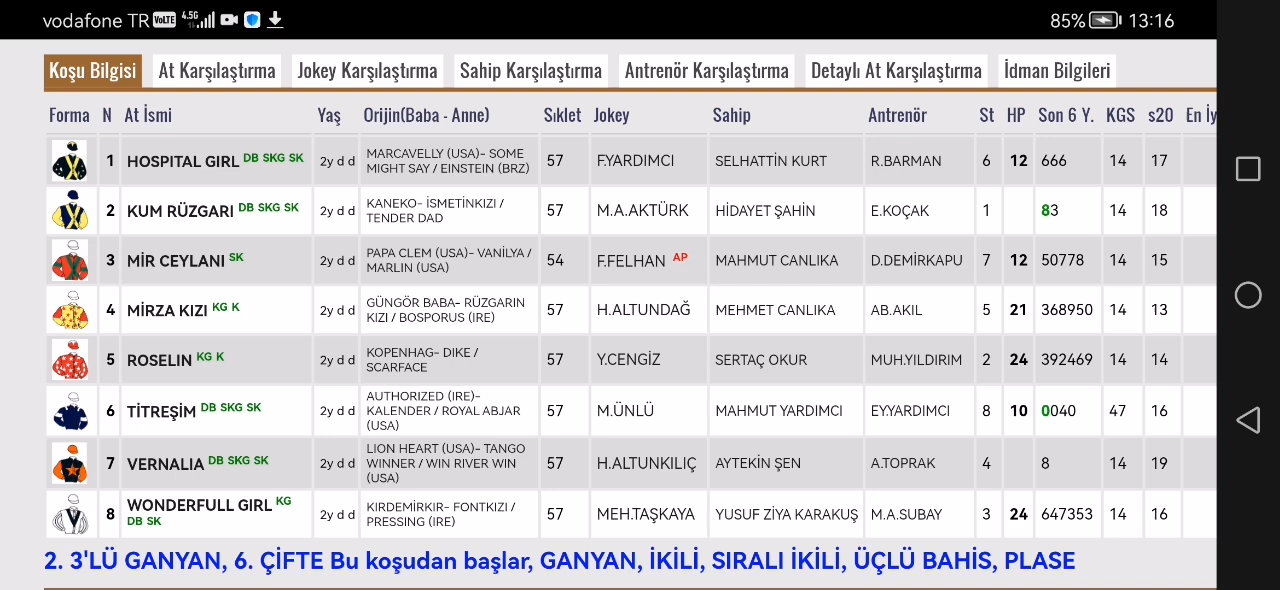 vodafone TR VoLTE 4.5G 85% 13:16
Koşu Bilgisi At Karşılaştırma Jokey Karşılaştırma Sahip Karşılaştırma Antrenör Karşılaştırma Detaylı At Karşılaştırma İdman Bilgileri
Forma N At İsmi Yaş Orijin(Baba - Anne) Sıklet Jokey Sahip Antrenör St HP Son 6 Y. KGS s20 En İy
1 HOSPITAL GIRL DB SKG SK 2y d d MARCAVELLY (USA)- SOME
MIGHT SAY / EINSTEIN (BRZ) 57 F.YARDIMCI SELHATTİN KURT R.BARMAN 6 12 666 14 17
2 KUM RÜZGARI DB SKG SK 2y d d KANEKO- İSMETİNKIZI /
TENDER DAD 57 M.A.AKTÜRK HİDAYET ŞAHİN E.KOÇAK 1 83 14 18
3 MİR CEYLANI SK 2y d d PAPA CLEM (USA)- VANİLYA /
MARLIN (USA) 54 F.FELHAN AP MAHMUT CANLIKA D.DEMİRKAPU 7 12 50778 14 15
4 MİRZA KIZI KG K 2y d d GÜNGÖR BABA- RÜZGARIN
KIZI / BOSPORUS (IRE) 57 H.ALTUNDAĞ MEHMET CANLIKA AB.AKIL 5 21 368950 14 13
5 ROSELIN KG K 2y d d KOPENHAG- DIKE /
SCARFACE 57 Y.CENGİZ SERTAÇ OKUR MUH.YILDIRIM 2 24 392469 14 14
6 TİTREŞİM DB SKG SK 2y d d AUTHORIZED (IRE)-
KALENDER / ROYAL ABJAR
(USA) 57 M.ÜNLÜ MAHMUT YARDIMCI EY.YARDIMCI 8 10 0040 47 16
7 VERNALIA DB SKG SK 2y d d LION HEART (USA)- TANGO
WINNER / WIN RIVER WIN
(USA) 57 H.ALTUNKILIÇ AYTEKİN ŞEN A.TOPRAK 4 8 14 19
8 WONDERFULL GIRL KG
DB SK 2y d d KIRDEMİRKIR- FONTKIZI /
PRESSING (IRE) 57 MEH.TAŞKAYA YUSUF ZİYA KARAKUŞ M.A.SUBAY 3 24 647353 14 16
2. 3'LÜ GANYAN, 6. ÇİFTE Bu koşudan başlar, GANYAN, İKİLİ, SIRALI İKİLİ, ÜÇLÜ BAHİS, PLASE